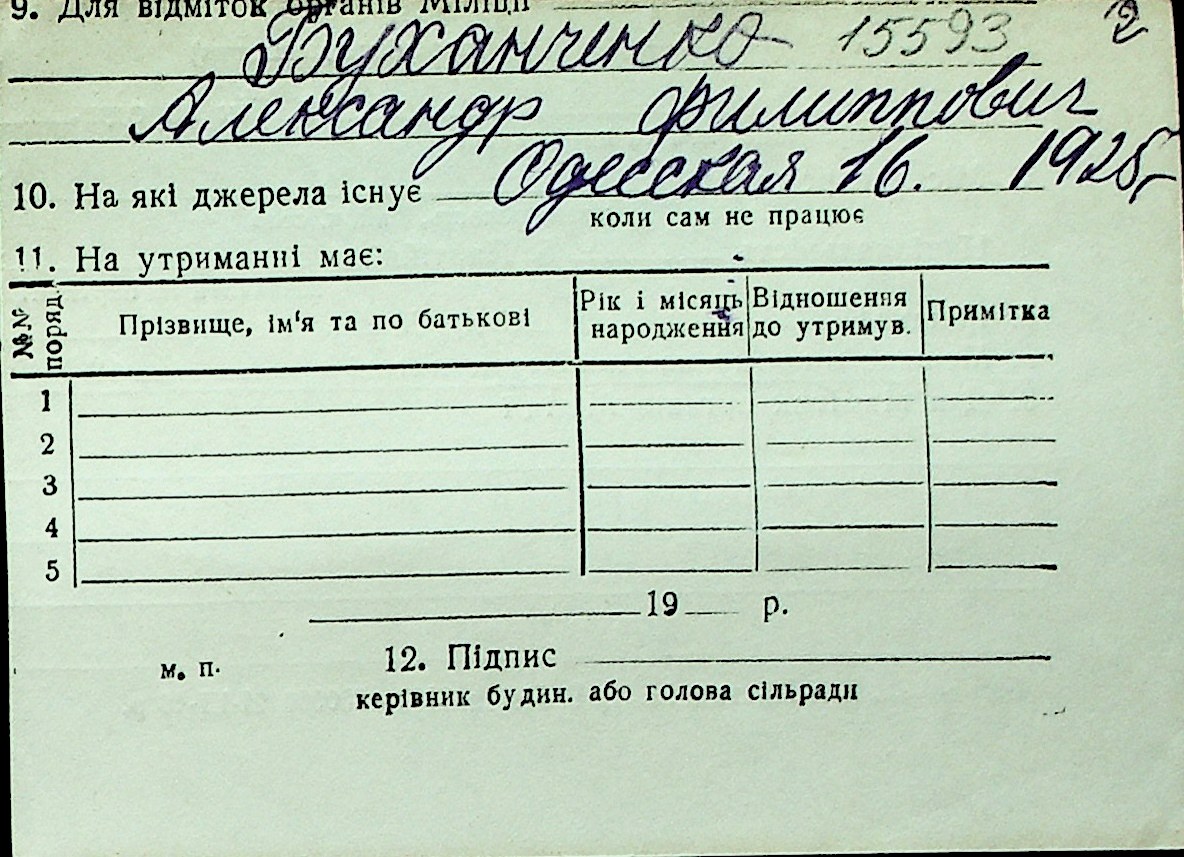 9. Для відміток органів міліції
Буханченко 15593 12
Александр Филиппович
Одесская 16. 1925
10. На які джерела існує
коли сам не працює
11. На утриманні має:
№№ поряд. Прізвище, ім'я та по батькові Рік і місяць народження Відношення до утримув. Примітка
1
2
3
4
5
19 р.
м. п. 12. Підпис
керівник будин. або голова сільради